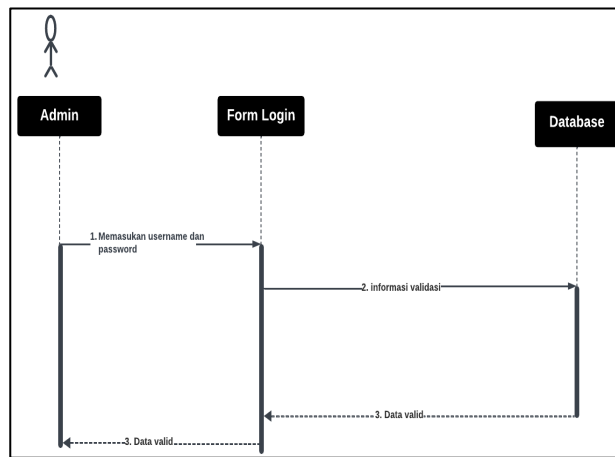 Admin
Form Login
Database
1. Memasukan username dan
password
2. informasi validasi
3. Data valid
3. Data valid